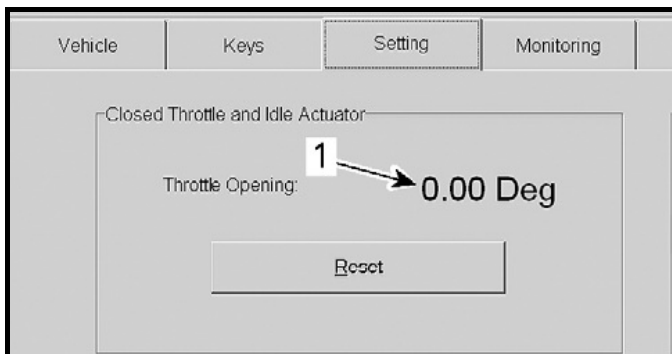 Vehicle Keys Setting Monitoring
Closed Throttle and Idle Actuator
1
Throttle Opening: 0.00 Deg
Reset